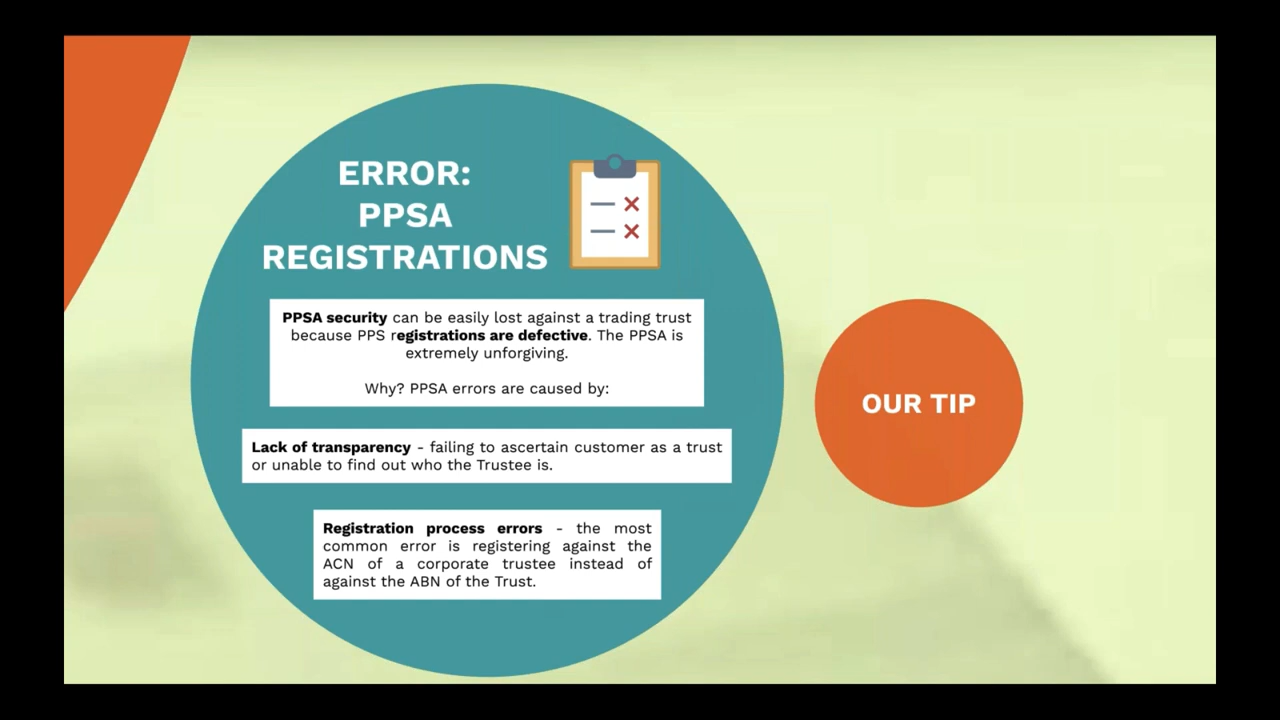 ERROR:
PPSA
REGISTRATIONS
PPSA security can be easily lost against a trading trust
because PPS registrations are defective. The PPSA is
extremely unforgiving.
Why? PPSA errors are caused by:
Lack of transparency - failing to ascertain customer as a trust
or unable to find out who the Trustee is.
Registration process errors - the most
common error is registering against the
ACN of a corporate trustee instead of
against the ABN of the Trust.
OUR TIP